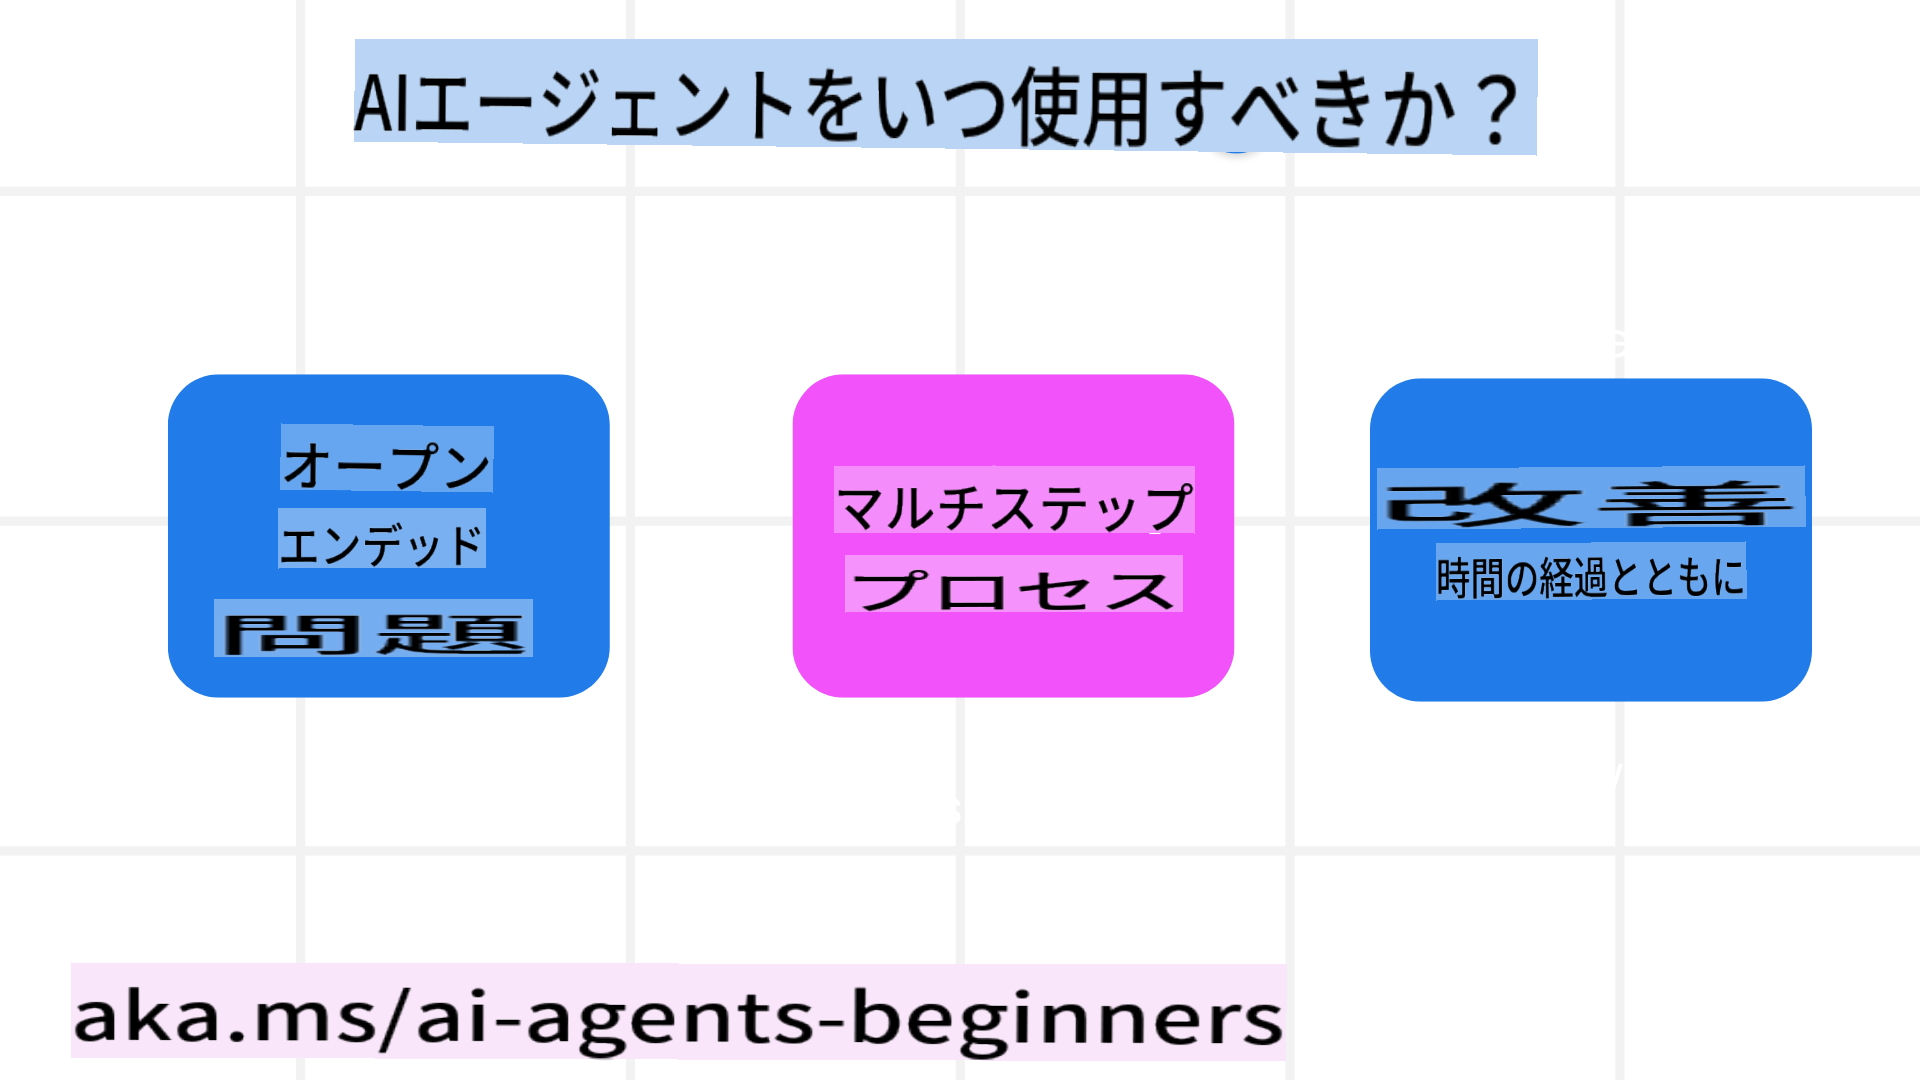 AIエージェントをいつ使用すべきか？
オープン
エンデッド
問題
マルチステップ
プロセス
改善
時間の経過とともに
aka.ms/ai-agents-beginners